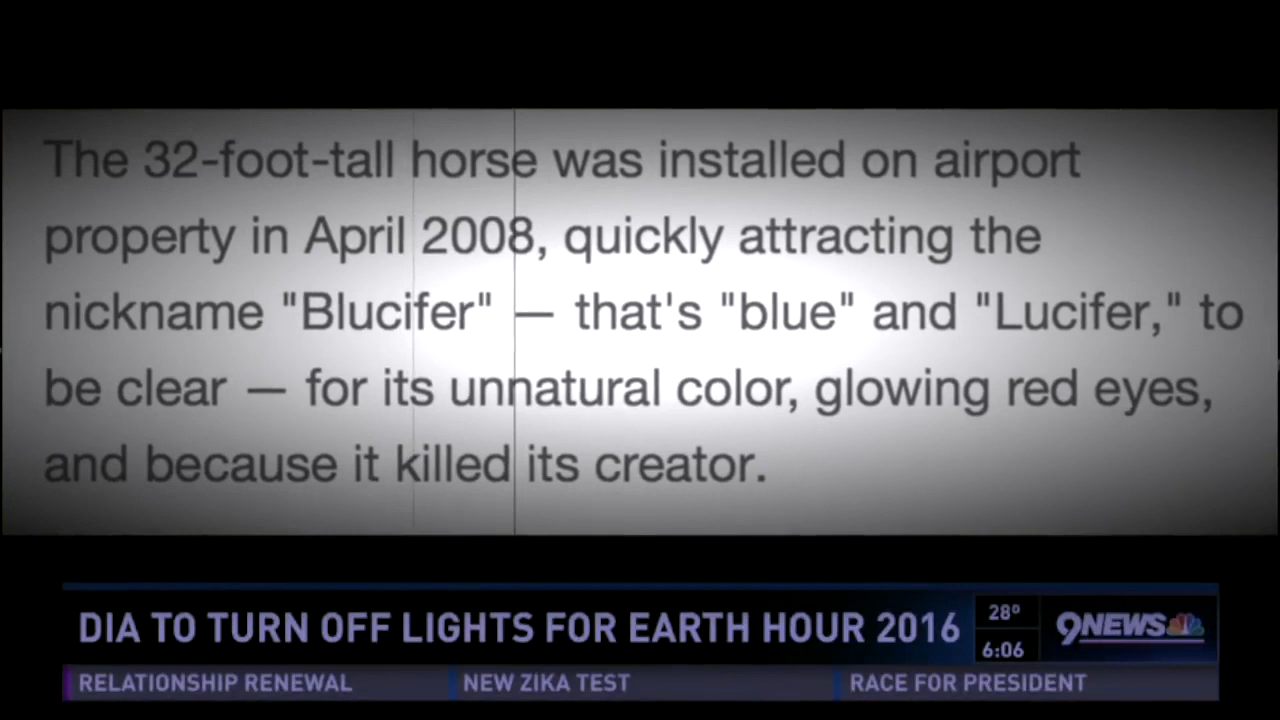 The 32-foot-tall horse was installed on airport
property in April 2008, quickly attracting the
nickname "Blucifer" — that's "blue" and "Lucifer," to
be clear — for its unnatural color, glowing red eyes,
and because it killed its creator.
DIA TO TURN OFF LIGHTS FOR EARTH HOUR 2016
28°
6:06
9NEWS
RELATIONSHIP RENEWAL
NEW ZIKA TEST
RACE FOR PRESIDENT